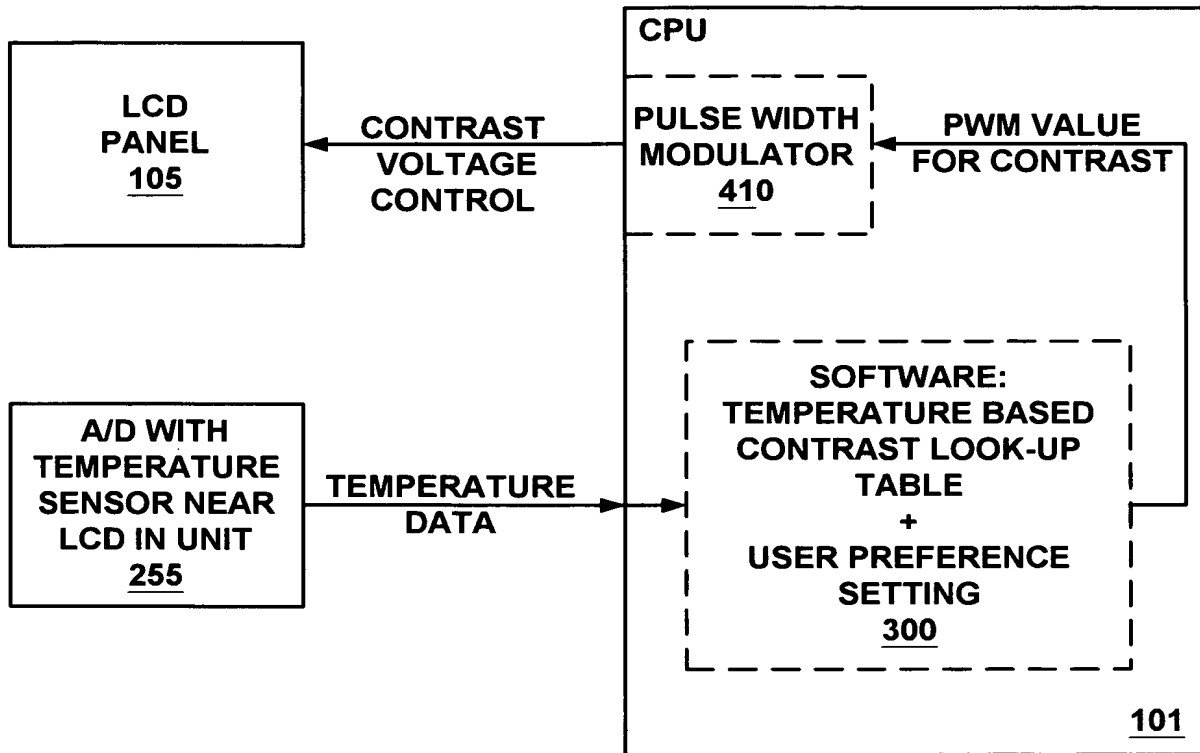 CPU
LCD
PANEL
105
CONTRAST
VOLTAGE
CONTROL
PULSE WIDTH
MODULATOR
410
PWM VALUE
FOR CONTRAST
A/D WITH
TEMPERATURE
SENSOR NEAR
LCD IN UNIT
255
TEMPERATURE
DATA
SOFTWARE:
TEMPERATURE BASED
CONTRAST LOOK-UP
TABLE
+
USER PREFERENCE
SETTING
300
101